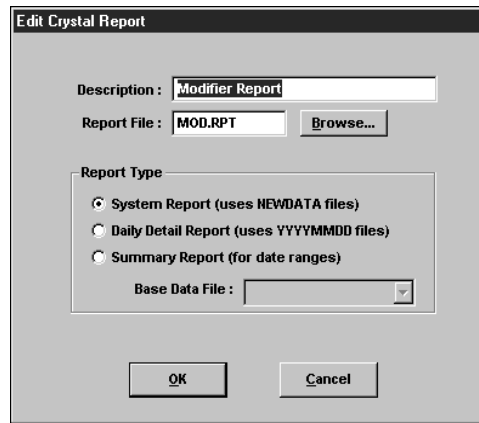 Edit Crystal Report
Description : Modifier Report
Report File : MOD.RPT Browse...
Report Type
System Report (uses NEWDATA files)
Daily Detail Report (uses YYYYMMDD files)
Summary Report (for date ranges)
Base Data File :
OK Cancel